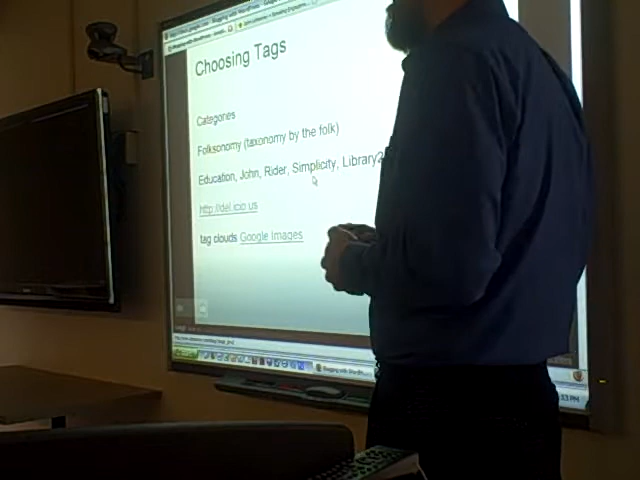 Choosing Tags
Categories
Folksonomy (taxonomy by the folk)
Education, John, Rider, Simplicity, Library2
http://del.icio.us
tag clouds Google Images